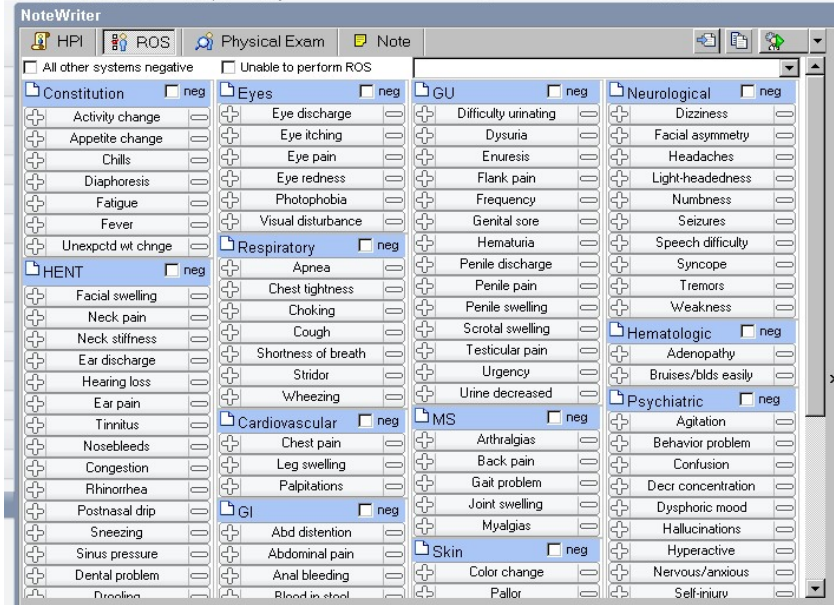 NoteWriter
HPI ROS Physical Exam Note
All other systems negative Unable to perform ROS
Constitution neg
Activity change
Appetite change
Chills
Diaphoresis
Fatigue
Fever
Unexpctd wt chnge
HENT neg
Facial swelling
Neck pain
Neck stiffness
Ear discharge
Hearing loss
Ear pain
Tinnitus
Nosebleeds
Congestion
Rhinorrhea
Postnasal drip
Sneezing
Sinus pressure
Dental problem
Drooling
Eyes neg
Eye discharge
Eye itching
Eye pain
Eye redness
Photophobia
Visual disturbance
Respiratory neg
Apnea
Chest tightness
Choking
Cough
Shortness of breath
Stridor
Wheezing
Cardiovascular neg
Chest pain
Leg swelling
Palpitations
GI neg
Abd distention
Abdominal pain
Anal bleeding
Blood in stool
GU neg
Difficulty urinating
Dysuria
Enuresis
Flank pain
Frequency
Genital sore
Hematuria
Penile discharge
Penile pain
Penile swelling
Scrotal swelling
Testicular pain
Urgency
Urine decreased
MS neg
Arthralgias
Back pain
Gait problem
Joint swelling
Myalgias
Skin neg
Color change
Pallor
Neurological neg
Dizziness
Facial asymmetry
Headaches
Light-headedness
Numbness
Seizures
Speech difficulty
Syncope
Tremors
Weakness
Hematologic neg
Adenopathy
Bruises/blds easily
Psychiatric neg
Agitation
Behavior problem
Confusion
Decr concentration
Dysphoric mood
Hallucinations
Hyperactive
Nervous/anxious
Self-injury